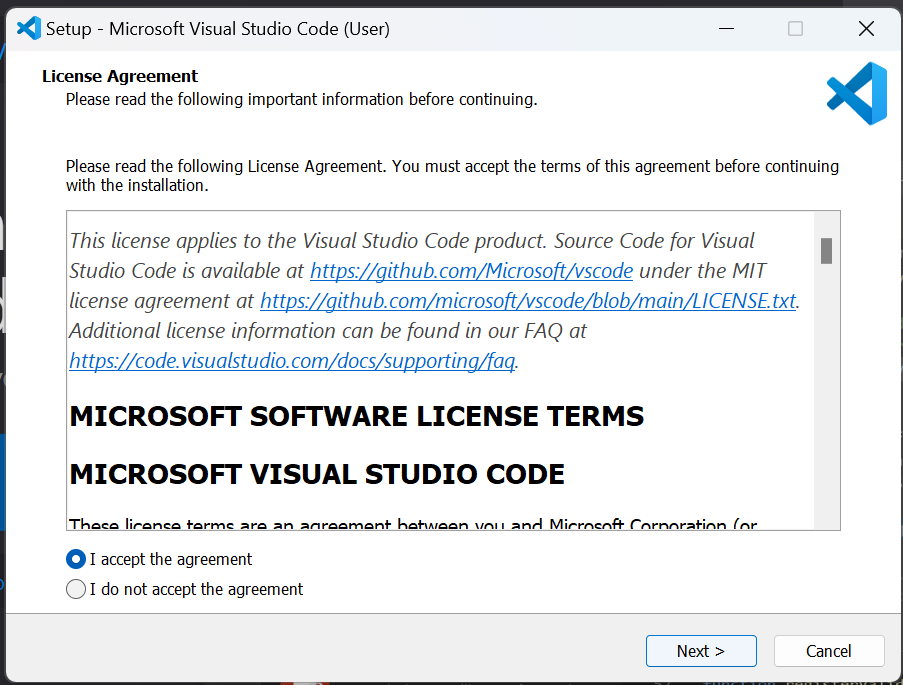 Setup - Microsoft Visual Studio Code (User)
License Agreement
Please read the following important information before continuing.
Please read the following License Agreement. You must accept the terms of this agreement before continuing
with the installation.
This license applies to the Visual Studio Code product. Source Code for Visual
Studio Code is available at https://github.com/Microsoft/vscode under the MIT
license agreement at https://github.com/microsoft/vscode/blob/main/LICENSE.txt.
Additional license information can be found in our FAQ at
https://code.visualstudio.com/docs/supporting/faq.
MICROSOFT SOFTWARE LICENSE TERMS
MICROSOFT VISUAL STUDIO CODE
These license terms are an agreement between you and Microsoft Corporation (or
I accept the agreement
I do not accept the agreement
Next >
Cancel